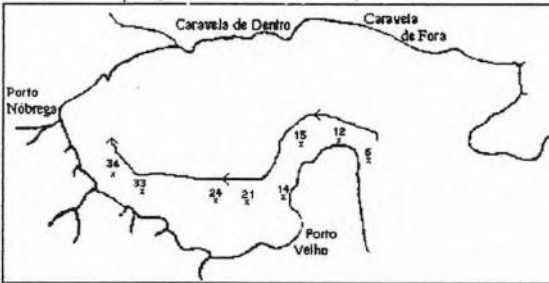 Caravela de Dentro
Caravela
de Fora
Porto
Nóbrega
15
12
6
34
33
24
21
14
Porto
Velho